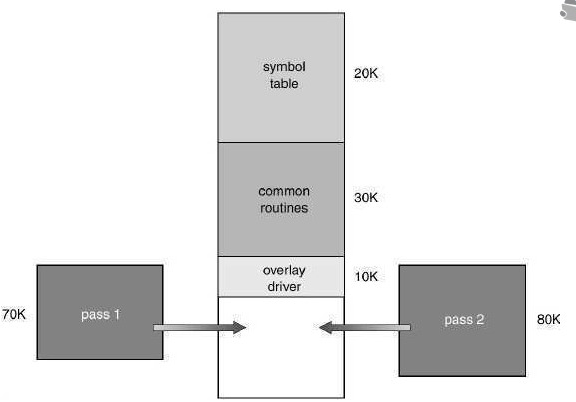 symbol
table
20K
common
routines
30K
overlay
driver
10K
70K
pass 1
pass 2
80K